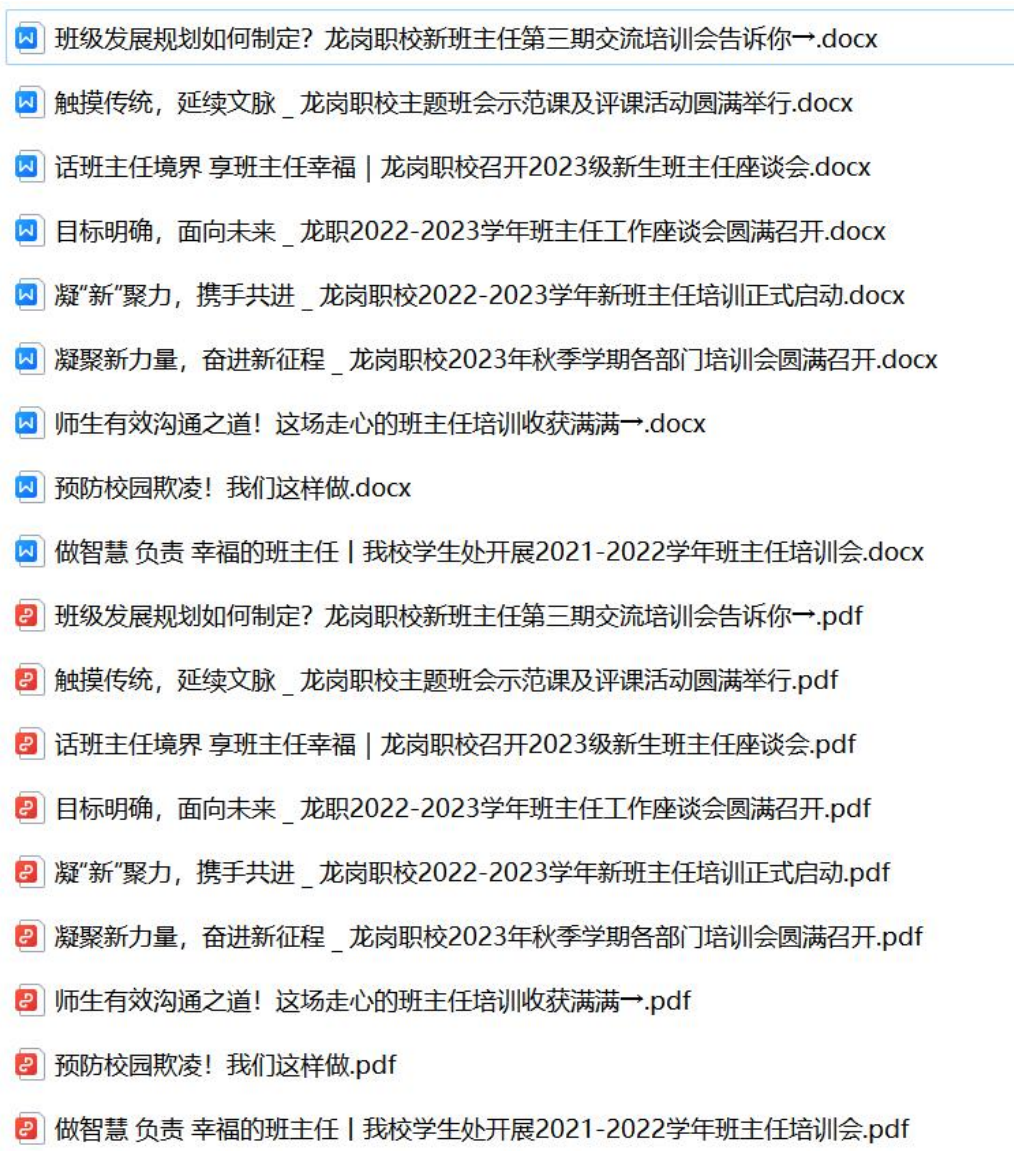 班级发展规划如何制定？龙岗职校新班主任第三期交流培训会告诉你→.docx
触摸传统，延续文脉 _ 龙岗职校主题班会示范课及评课活动圆满举行.docx
话班主任境界 享班主任幸福 | 龙岗职校召开2023级新生班主任座谈会.docx
目标明确，面向未来 _ 龙职2022-2023学年班主任工作座谈会圆满召开.docx
凝“新”聚力，携手共进 _ 龙岗职校2022-2023学年新班主任培训正式启动.docx
凝聚新力量，奋进新征程 _ 龙岗职校2023年秋季学期各部门培训会圆满召开.docx
师生有效沟通之道！这场走心的班主任培训收获满满→.docx
预防校园欺凌！我们这样做.docx
做智慧 负责 幸福的班主任丨我校学生处开展2021-2022学年班主任培训会.docx
班级发展规划如何制定？龙岗职校新班主任第三期交流培训会告诉你→.pdf
触摸传统，延续文脉 _ 龙岗职校主题班会示范课及评课活动圆满举行.pdf
话班主任境界 享班主任幸福 | 龙岗职校召开2023级新生班主任座谈会.pdf
目标明确，面向未来 _ 龙职2022-2023学年班主任工作座谈会圆满召开.pdf
凝“新”聚力，携手共进 _ 龙岗职校2022-2023学年新班主任培训正式启动.pdf
凝聚新力量，奋进新征程 _ 龙岗职校2023年秋季学期各部门培训会圆满召开.pdf
师生有效沟通之道！这场走心的班主任培训收获满满→.pdf
预防校园欺凌！我们这样做.pdf
做智慧 负责 幸福的班主任丨我校学生处开展2021-2022学年班主任培训会.pdf